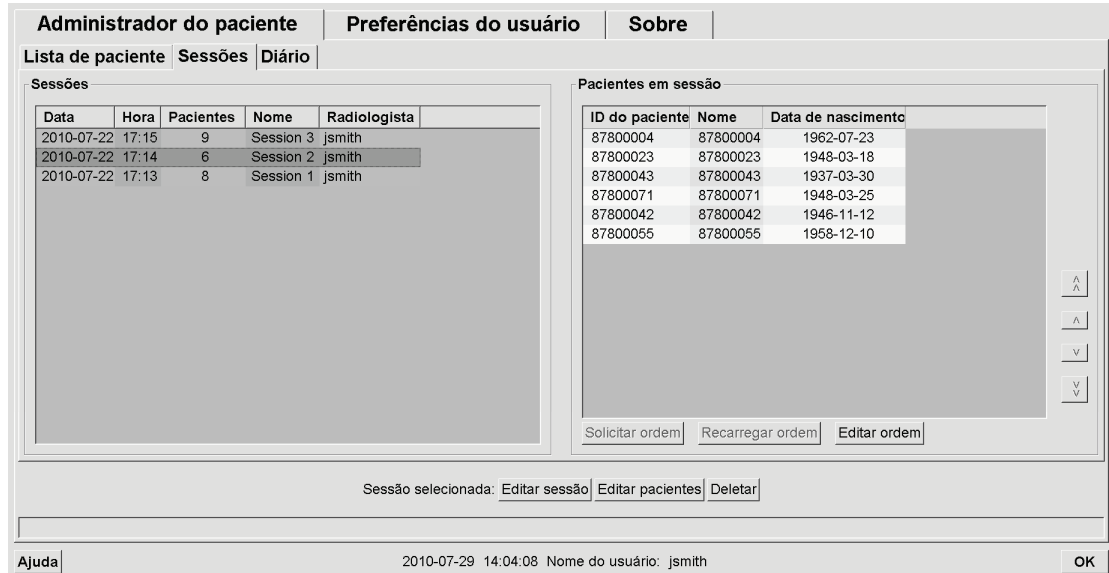 Administrador do paciente Preferências do usuário Sobre
Lista de paciente Sessões Diário
Sessões
Data Hora Pacientes Nome Radiologista
2010-07-22 17:15 9 Session 3 jsmith
2010-07-22 17:14 6 Session 2 jsmith
2010-07-22 17:13 8 Session 1 jsmith
Pacientes em sessão
ID do paciente Nome Data de nascimento
87800004 87800004 1962-07-23
87800023 87800023 1948-03-18
87800043 87800043 1937-03-30
87800071 87800071 1948-03-25
87800042 87800042 1946-11-12
87800055 87800055 1958-12-10
Solicitar ordem Recarregar ordem Editar ordem
Sessão selecionada: Editar sessão Editar pacientes Deletar
Ajuda 2010-07-29 14:04:08 Nome do usuário: jsmith OK